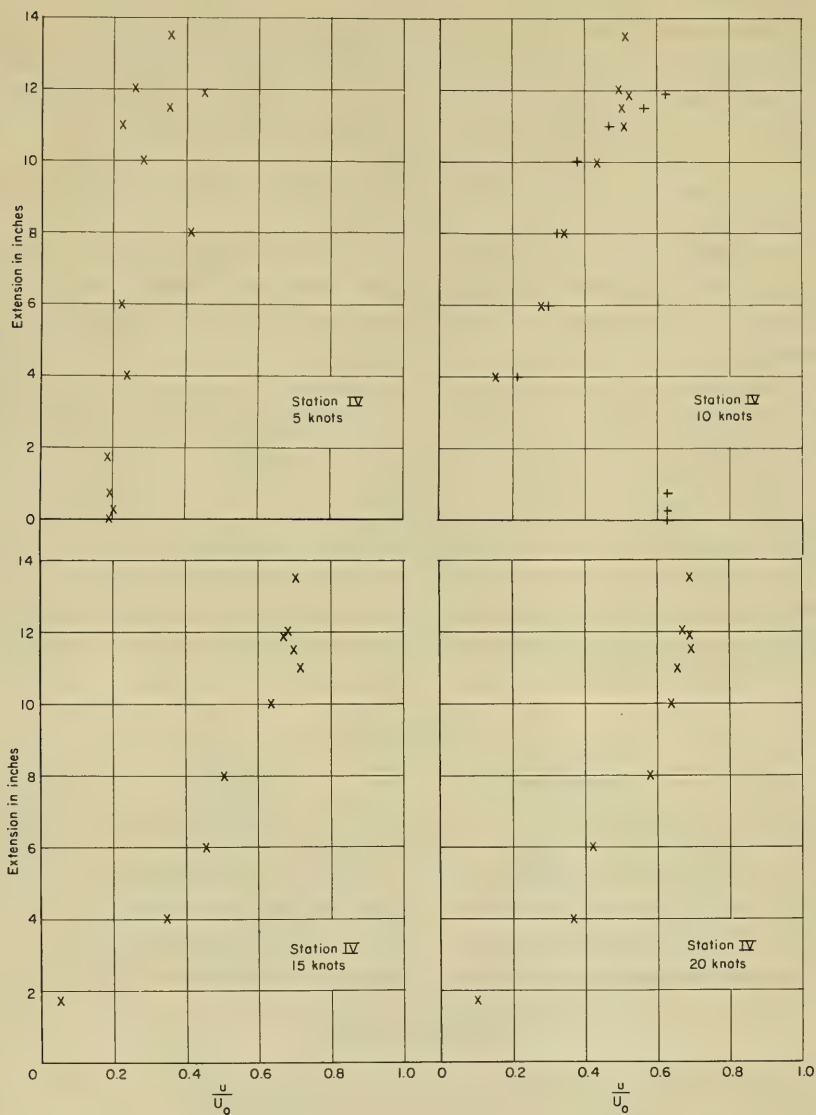 14
12
10
8
6
4
2
0
Extension in inches
Station IV
5 knots
Station IV
10 knots
14
12
10
8
6
4
2
0
Extension in inches
Station IV
15 knots
Station IV
20 knots
0.2 0.4 0.6 0.8 1.0
u
U₀
0 0.2 0.4 0.6 0.8 1.0
u
U₀